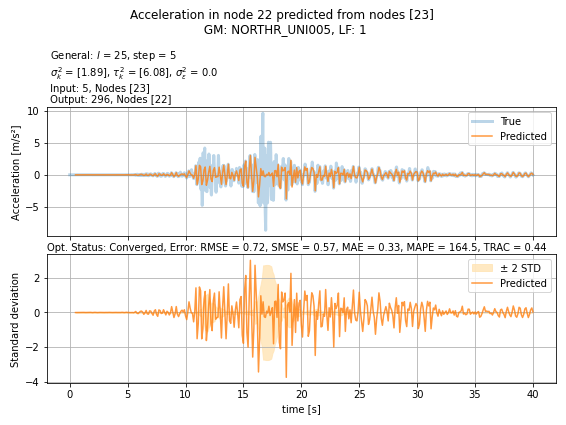 Acceleration in node 22 predicted from nodes [23]
GM: NORTHR_UNI005, LF: 1
General: l = 25, step = 5
σ²ₖ = [1.89], τ²ₖ = [6.08], σ²ε = 0.0
Input: 5, Nodes [23]
Output: 296, Nodes [22]
10
5
0
−5
Acceleration [m/s²]
True
Predicted
Opt. Status: Converged, Error: RMSE = 0.72, SMSE = 0.57, MAE = 0.33, MAPE = 164.5, TRAC = 0.44
2
0
−2
−4
Standard deviation
± 2 STD
Predicted
0 5 10 15 20 25 30 35 40
time [s]